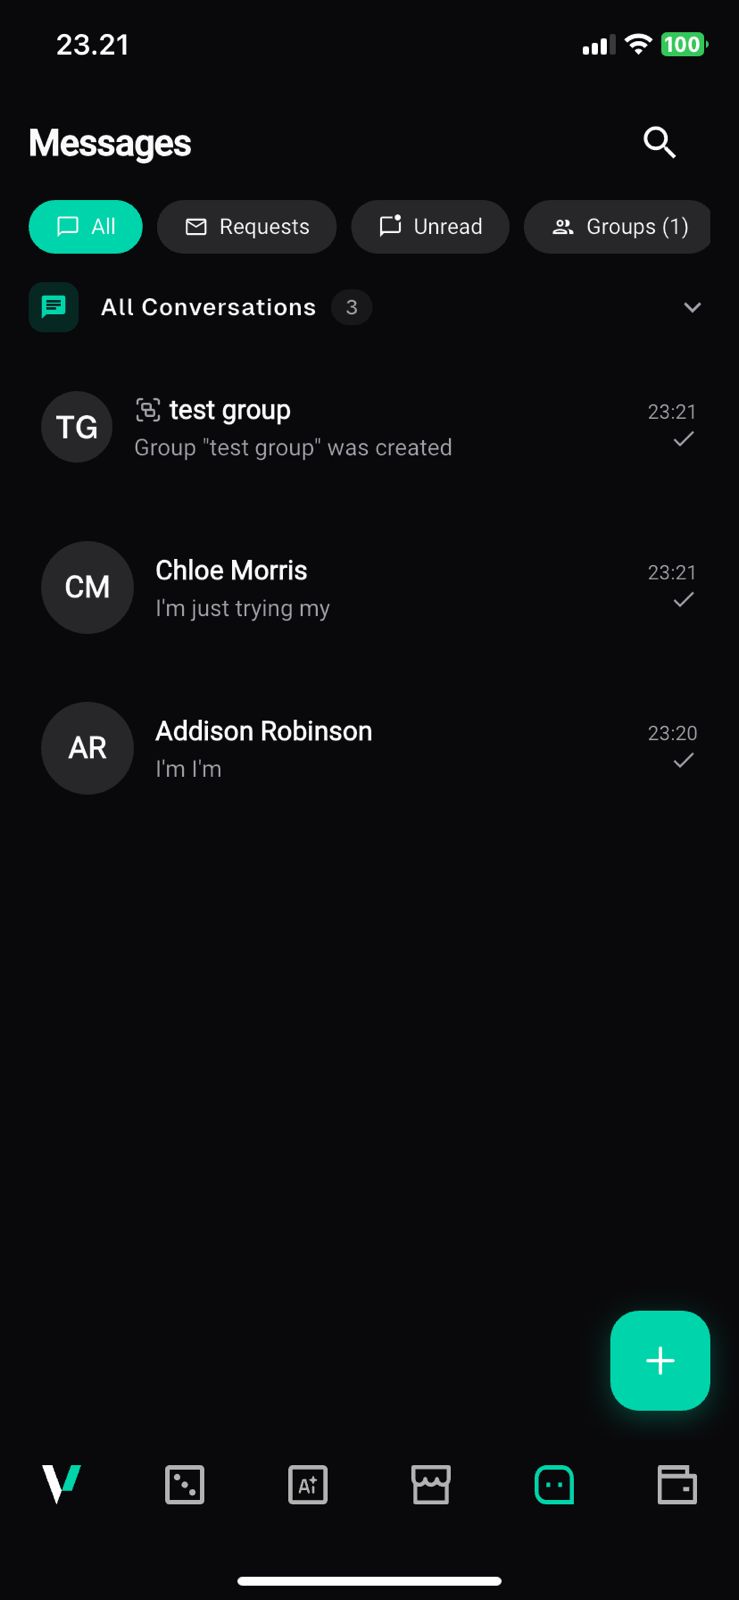 23.21
100
Messages
All
Requests
Unread
Groups (1)
All Conversations 3
TG
test group
23:21
Group "test group" was created
CM
Chloe Morris
23:21
I'm just trying my
AR
Addison Robinson
23:20
I'm I'm
Ai